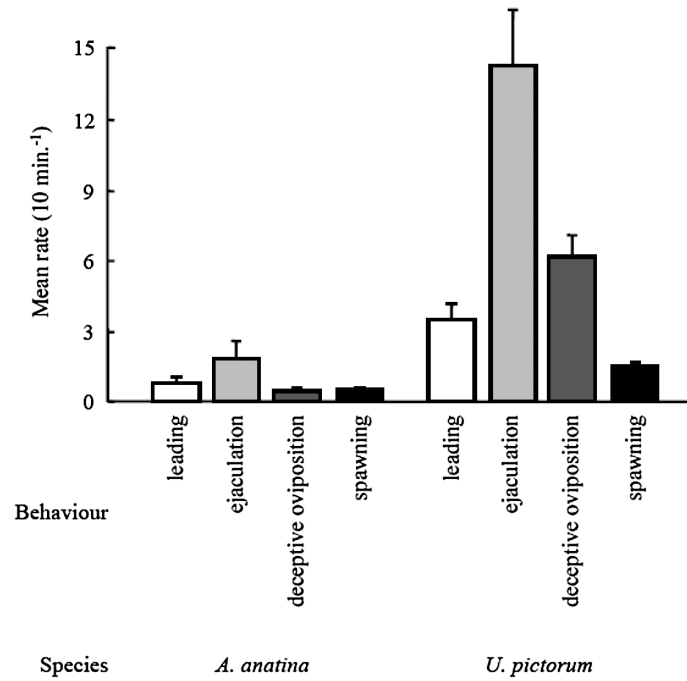 Mean rate (10 min.-1)
15
12
9
6
3
0
leading
ejaculation
deceptive oviposition
spawning
leading
ejaculation
deceptive oviposition
spawning
Behaviour
Species
A. anatina
U. pictorum